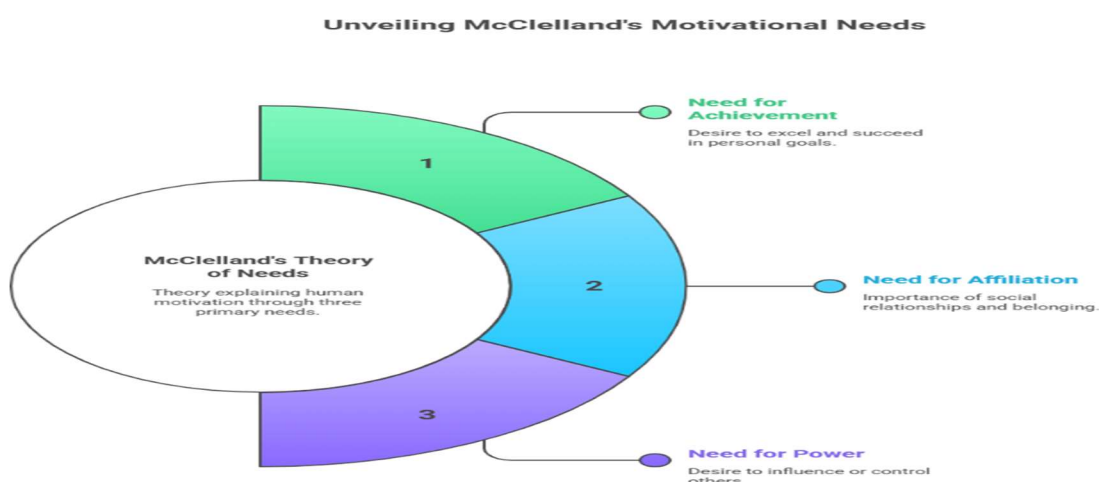 Unveiling McClelland's Motivational Needs
Need for
Achievement
Desire to excel and succeed
in personal goals.
1
McClelland's Theory
of Needs
Theory explaining human
motivation through three
primary needs.
2
Need for Affiliation
Importance of social
relationships and belonging.
3
Need for Power
Desire to influence or control
others